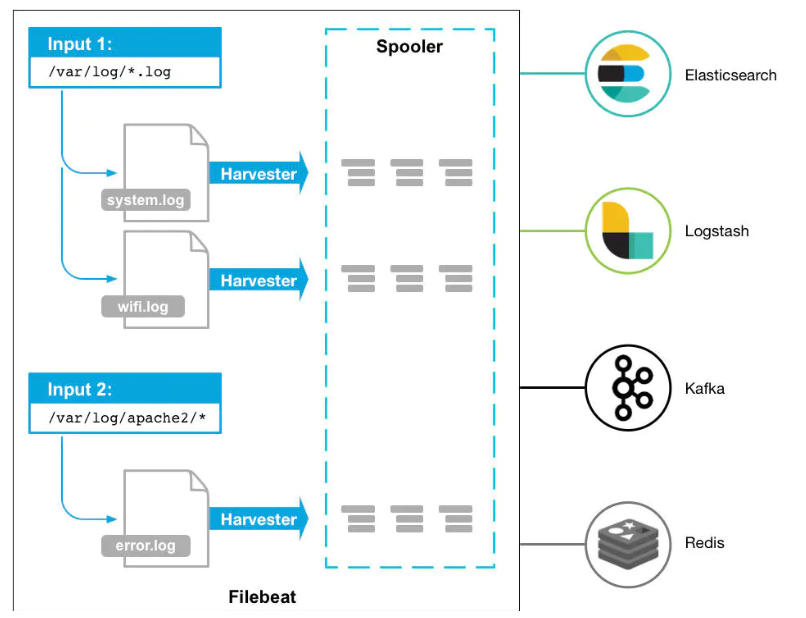 Input 1:
/var/log/*.log
system.log
Harvester
wifi.log
Harvester
Input 2:
/var/log/apache2/*
error.log
Harvester
Spooler
Filebeat
Elasticsearch
Logstash
Kafka
Redis